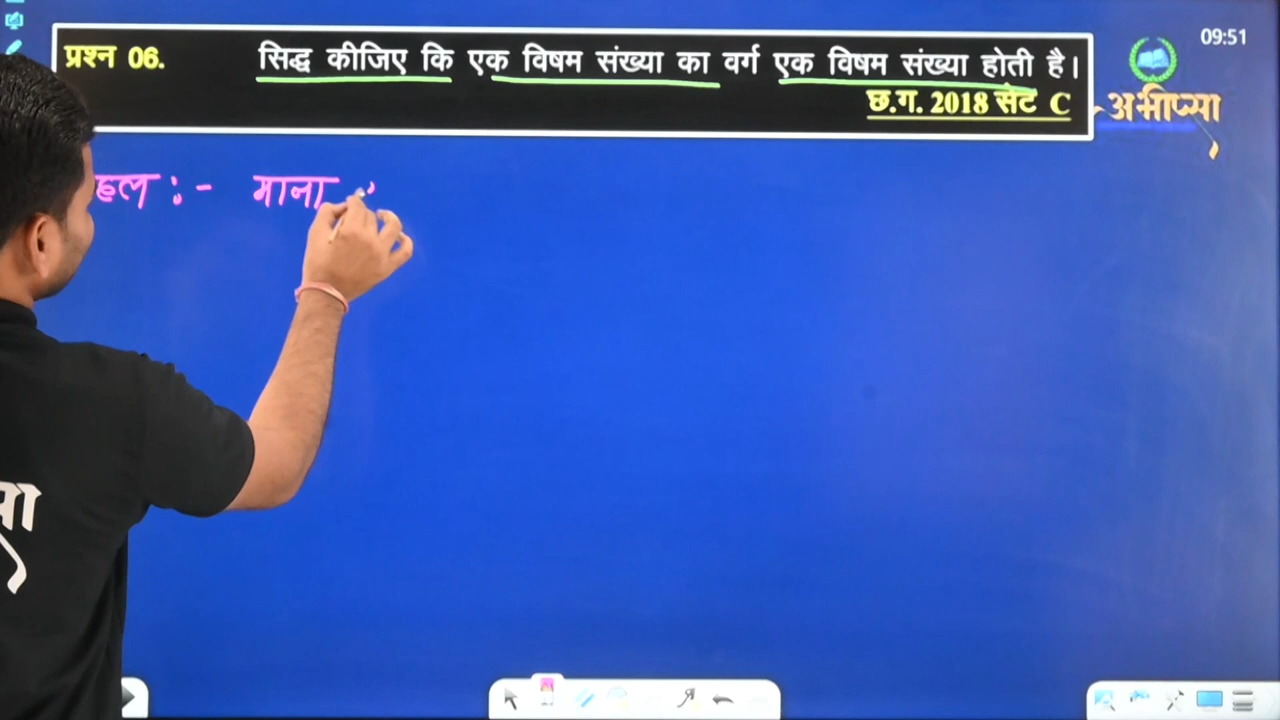 09:51
प्रश्न 06. सिद्ध कीजिए कि एक विषम संख्या का वर्ग एक विषम संख्या होती है।
छ.ग. 2018 सेट C
अभीप्सा
हल :- माना